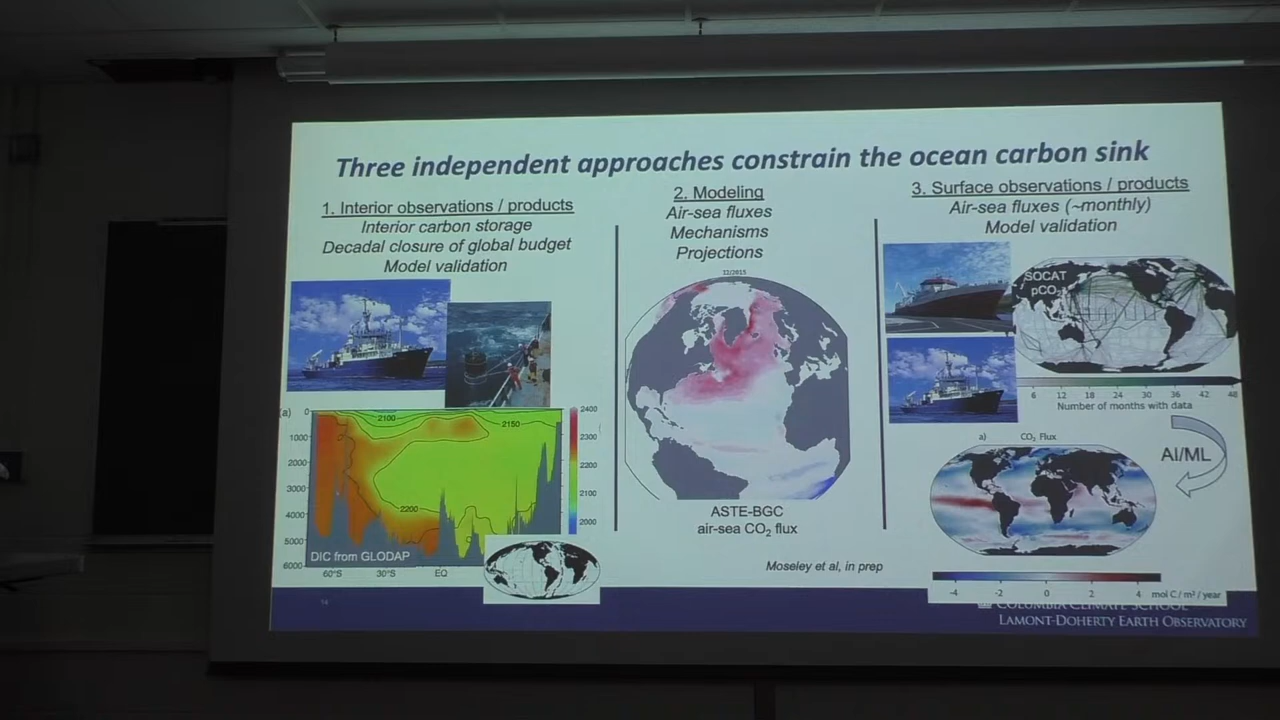 Three independent approaches constrain the ocean carbon sink
1. Interior observations / products
Interior carbon storage
Decadal closure of global budget
Model validation
(a)
0
1000
2000
3000
4000
5000
6000
2100
2150
2200
DIC from GLODAP
60°S
30°S
EQ
2400
2300
2200
2100
2000
2. Modeling
Air-sea fluxes
Mechanisms
Projections
12/2015
ASTE-BGC
air-sea CO₂ flux
Moseley et al, in prep
3. Surface observations / products
Air-sea fluxes (~monthly)
Model validation
SOCAT
pCO₂
6 12 18 24 30 36 42 48
Number of months with data
AI/ML
a) CO₂ Flux
-4 -2 0 2 4 mol C / m² / year
14
COLUMBIA CLIMATE SCHOOL
LAMONT-DOHERTY EARTH OBSERVATORY